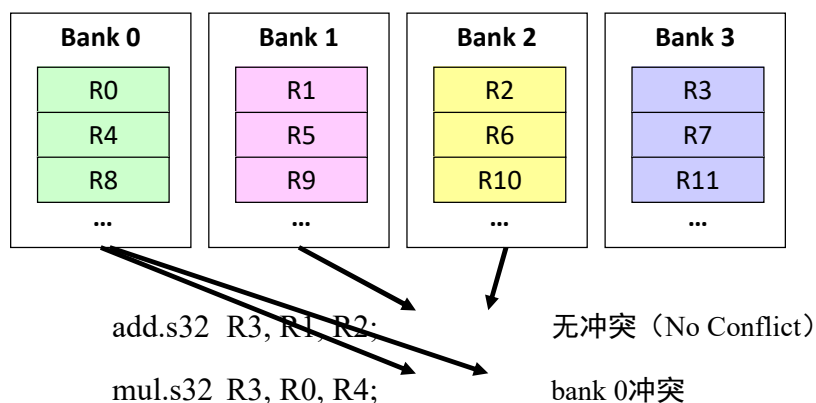 Bank 0 Bank 1 Bank 2 Bank 3
R0 R1 R2 R3
R4 R5 R6 R7
R8 R9 R10 R11
... ... ... ...
add.s32 R3, R1, R2; 无冲突（No Conflict）
mul.s32 R3, R0, R4; bank 0冲突